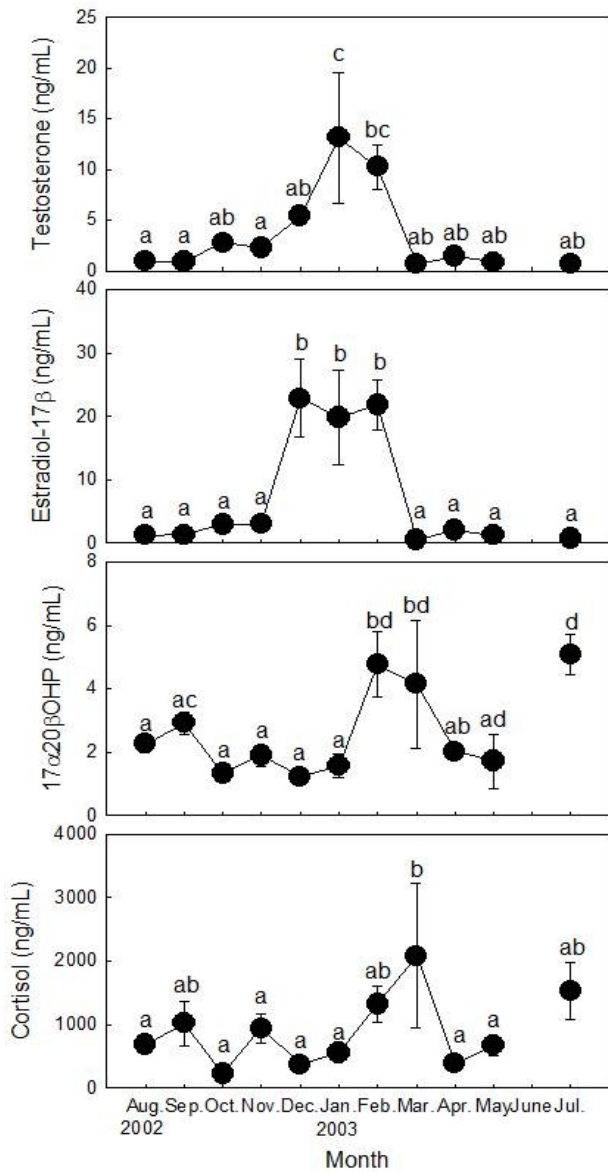 Testosterone (ng/mL)
25
20
15
10
5
0
a a ab a ab c bc ab ab ab ab
Estradiol-17β (ng/mL)
40
30
20
10
0
a a a a b b b a a a a
17α20βOHP (ng/mL)
8
6
4
2
0
a ac a a a a bd bd ab ad d
Cortisol (ng/mL)
4000
3000
2000
1000
0
a ab a a a a ab b a a ab
Aug. Sep. Oct. Nov. Dec. Jan. Feb. Mar. Apr. May June Jul.
2002 2003
Month